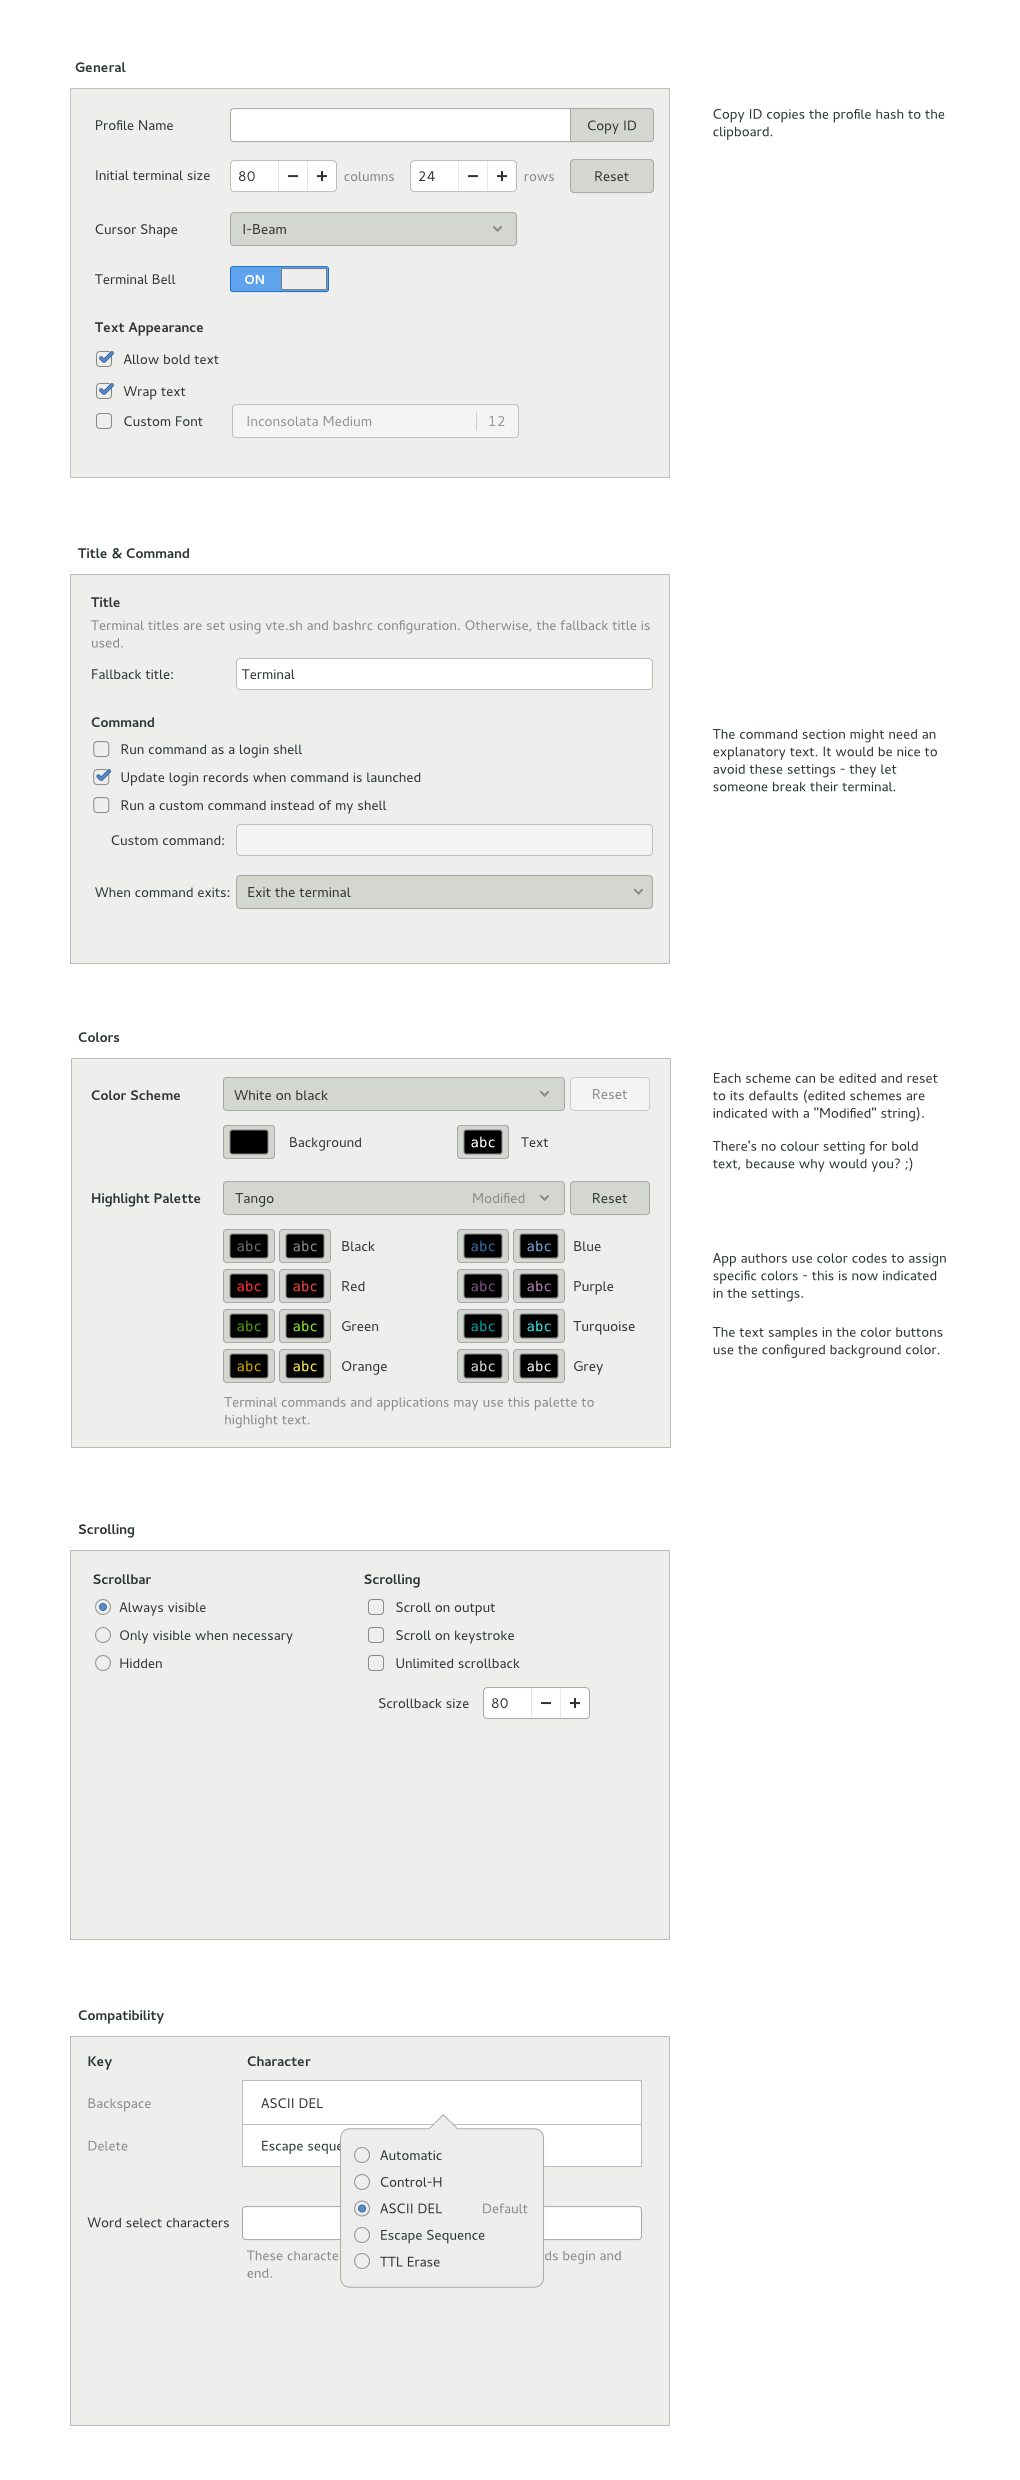 General
Profile Name
Copy ID
Copy ID copies the profile hash to the
clipboard.
Initial terminal size 80 columns 24 rows Reset
Cursor Shape I-Beam
Terminal Bell ON
Text Appearance
Allow bold text
Wrap text
Custom Font Inconsolata Medium 12
Title & Command
Title
Terminal titles are set using vte.sh and bashrc configuration. Otherwise, the fallback title is
used.
Fallback title: Terminal
Command
Run command as a login shell
Update login records when command is launched
Run a custom command instead of my shell
Custom command:
When command exits: Exit the terminal
The command section might need an
explanatory text. It would be nice to
avoid these settings - they let
someone break their terminal.
Colors
Color Scheme White on black Reset
Background abc Text
Highlight Palette Tango Modified Reset
abc abc Black abc abc Blue
abc abc Red abc abc Purple
abc abc Green abc abc Turquoise
abc abc Orange abc abc Grey
Terminal commands and applications may use this palette to
highlight text.
Each scheme can be edited and reset
to its defaults (edited schemes are
indicated with a "Modified" string).
There's no colour setting for bold
text, because why would you? ;)
App authors use color codes to assign
specific colors - this is now indicated
in the settings.
The text samples in the color buttons
use the configured background color.
Scrolling
Scrollbar
Always visible
Only visible when necessary
Hidden
Scrolling
Scroll on output
Scroll on keystroke
Unlimited scrollback
Scrollback size 80
Compatibility
Key Character
Backspace ASCII DEL
Delete Escape seque
Automatic
Control-H
ASCII DEL Default
Escape Sequence
TTL Erase
Word select characters
These characte ds begin and
end.